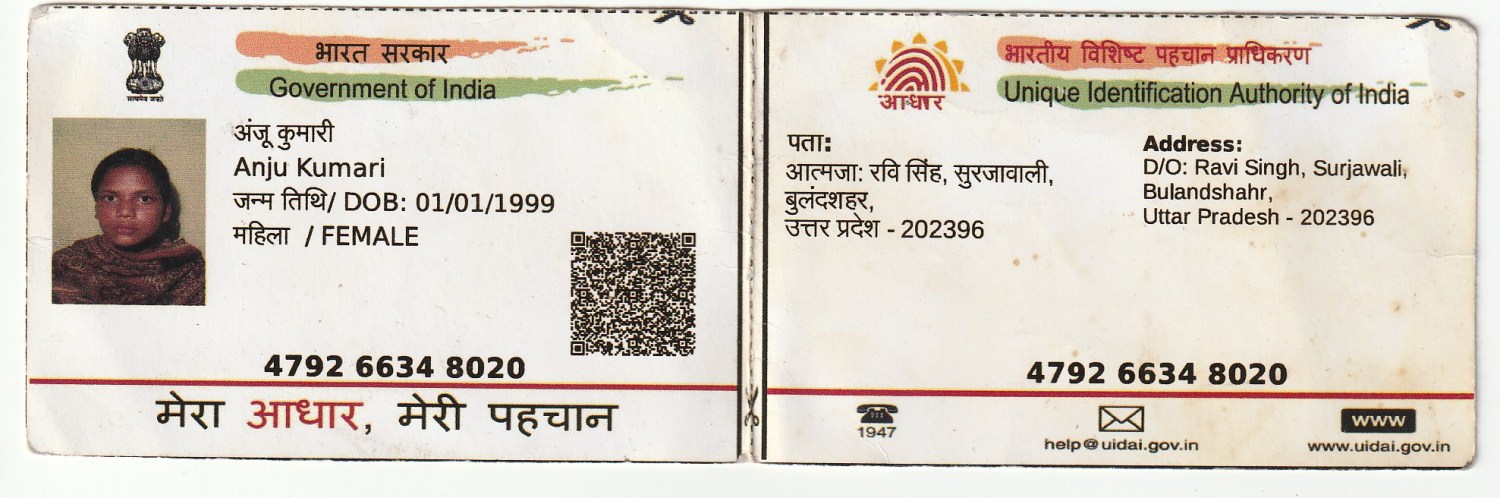 भारत सरकार
Government of India
सत्यमेव जयते
अंजू कुमारी
Anju Kumari
जन्म तिथि/ DOB: 01/01/1999
महिला / FEMALE
4792 6634 8020
मेरा आधार, मेरी पहचान
भारतीय विशिष्ट पहचान प्राधिकरण
Unique Identification Authority of India
आधार
पता:
आत्मजा: रवि सिंह, सुरजावाली,
बुलंदशहर,
उत्तर प्रदेश - 202396
Address:
D/O: Ravi Singh, Surjawali,
Bulandshahr,
Uttar Pradesh - 202396
4792 6634 8020
1947
help@uidai.gov.in
www
www.uidai.gov.in